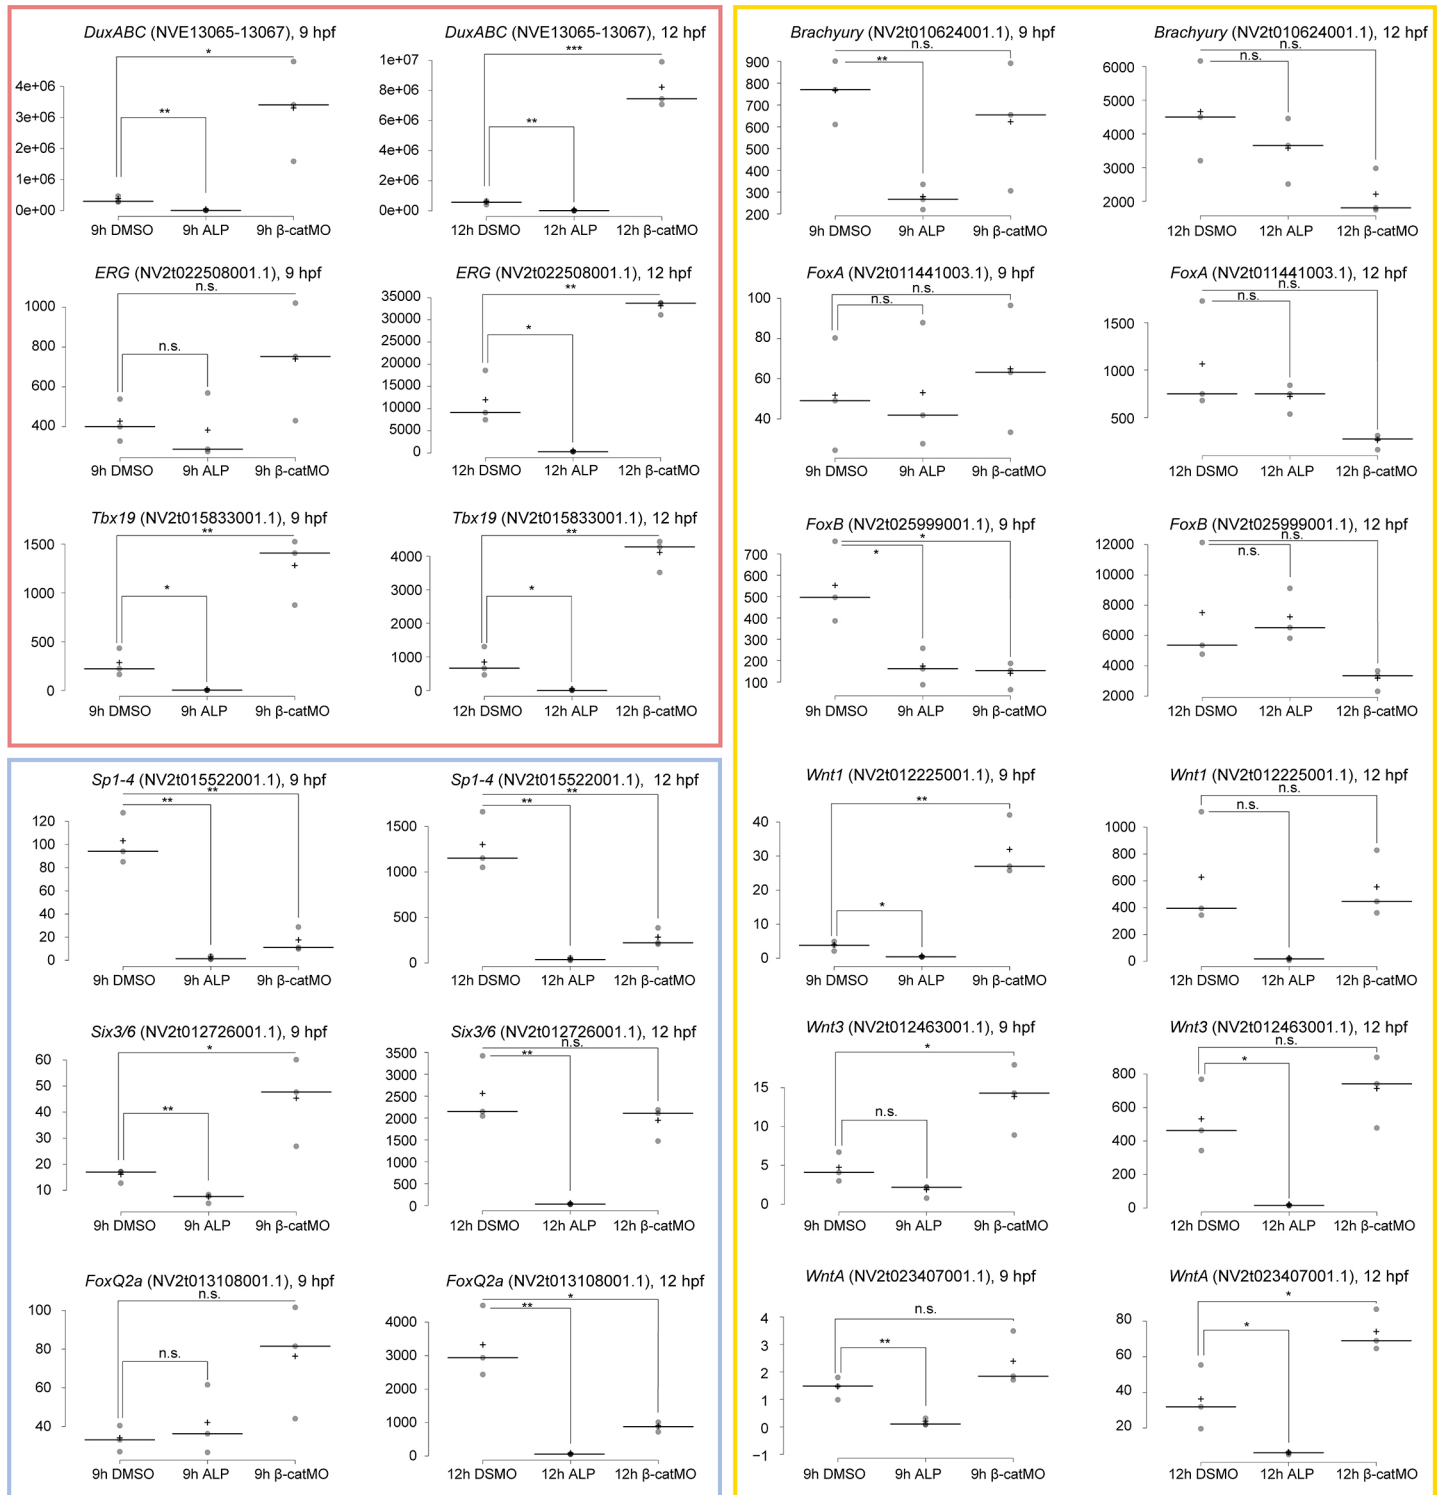 DuxABC (NVE13065-13067), 9 hpf
*
**
4e+06
3e+06
2e+06
1e+06
0e+00
9h DMSO 9h ALP 9h β-catMO
DuxABC (NVE13065-13067), 12 hpf
***
**
1e+07
8e+06
6e+06
4e+06
2e+06
0e+00
12h DSMO 12h ALP 12h β-catMO
ERG (NV2t022508001.1), 9 hpf
n.s.
n.s.
1000
800
600
400
9h DMSO 9h ALP 9h β-catMO
ERG (NV2t022508001.1), 12 hpf
**
*
35000
30000
25000
20000
15000
10000
5000
0
12h DSMO 12h ALP 12h β-catMO
Tbx19 (NV2t015833001.1), 9 hpf
**
*
1500
1000
500
0
9h DMSO 9h ALP 9h β-catMO
Tbx19 (NV2t015833001.1), 12 hpf
**
*
4000
3000
2000
1000
0
12h DSMO 12h ALP 12h β-catMO
Sp1-4 (NV2t015522001.1), 9 hpf
**
**
120
100
80
60
40
20
0
9h DMSO 9h ALP 9h β-catMO
Sp1-4 (NV2t015522001.1), 12 hpf
**
**
1500
1000
500
0
12h DSMO 12h ALP 12h β-catMO
Six3/6 (NV2t012726001.1), 9 hpf
*
**
60
50
40
30
20
10
9h DMSO 9h ALP 9h β-catMO
Six3/6 (NV2t012726001.1), 12 hpf
n.s.
**
3500
3000
2500
2000
1500
1000
500
0
12h DSMO 12h ALP 12h β-catMO
FoxQ2a (NV2t013108001.1), 9 hpf
n.s.
n.s.
100
80
60
40
9h DMSO 9h ALP 9h β-catMO
FoxQ2a (NV2t013108001.1), 12 hpf
*
**
4000
3000
2000
1000
0
12h DSMO 12h ALP 12h β-catMO
Brachyury (NV2t010624001.1), 9 hpf
n.s.
**
900
800
700
600
500
400
300
200
9h DMSO 9h ALP 9h β-catMO
Brachyury (NV2t010624001.1), 12 hpf
n.s.
n.s.
6000
5000
4000
3000
2000
12h DSMO 12h ALP 12h β-catMO
FoxA (NV2t011441003.1), 9 hpf
n.s.
n.s.
100
80
60
40
9h DMSO 9h ALP 9h β-catMO
FoxA (NV2t011441003.1), 12 hpf
n.s.
n.s.
1500
1000
500
12h DSMO 12h ALP 12h β-catMO
FoxB (NV2t025999001.1), 9 hpf
*
*
700
600
500
400
300
200
100
9h DMSO 9h ALP 9h β-catMO
FoxB (NV2t025999001.1), 12 hpf
n.s.
n.s.
12000
10000
8000
6000
4000
2000
12h DSMO 12h ALP 12h β-catMO
Wnt1 (NV2t012225001.1), 9 hpf
**
*
40
30
20
10
0
9h DMSO 9h ALP 9h β-catMO
Wnt1 (NV2t012225001.1), 12 hpf
n.s.
n.s.
1000
800
600
400
200
0
12h DSMO 12h ALP 12h β-catMO
Wnt3 (NV2t012463001.1), 9 hpf
*
n.s.
15
10
5
0
9h DMSO 9h ALP 9h β-catMO
Wnt3 (NV2t012463001.1), 12 hpf
n.s.
*
800
600
400
200
0
12h DSMO 12h ALP 12h β-catMO
WntA (NV2t023407001.1), 9 hpf
n.s.
**
4
3
2
1
0
−1
9h DMSO 9h ALP 9h β-catMO
WntA (NV2t023407001.1), 12 hpf
*
*
80
60
40
20
12h DSMO 12h ALP 12h β-catMO